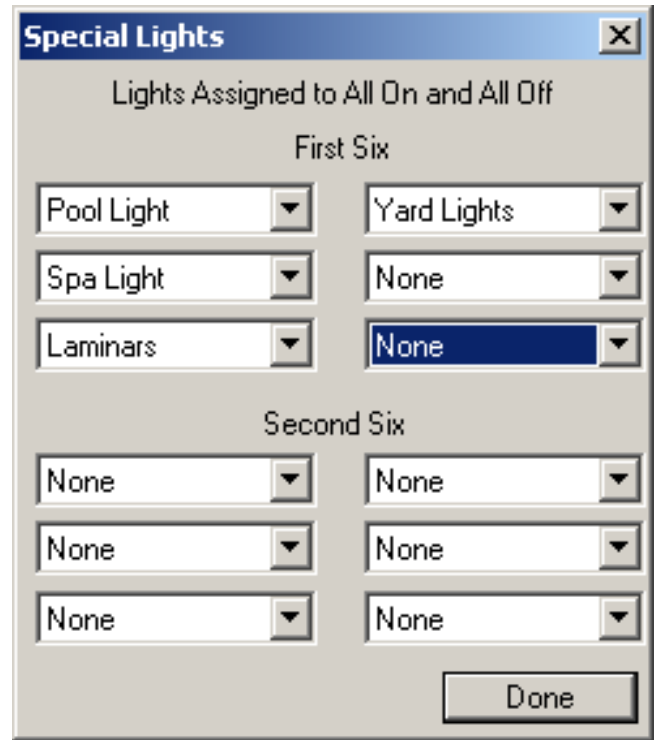 Special Lights
Lights Assigned to All On and All Off
First Six
Pool Light Yard Lights
Spa Light None
Laminars None
Second Six
None None
None None
None None
Done